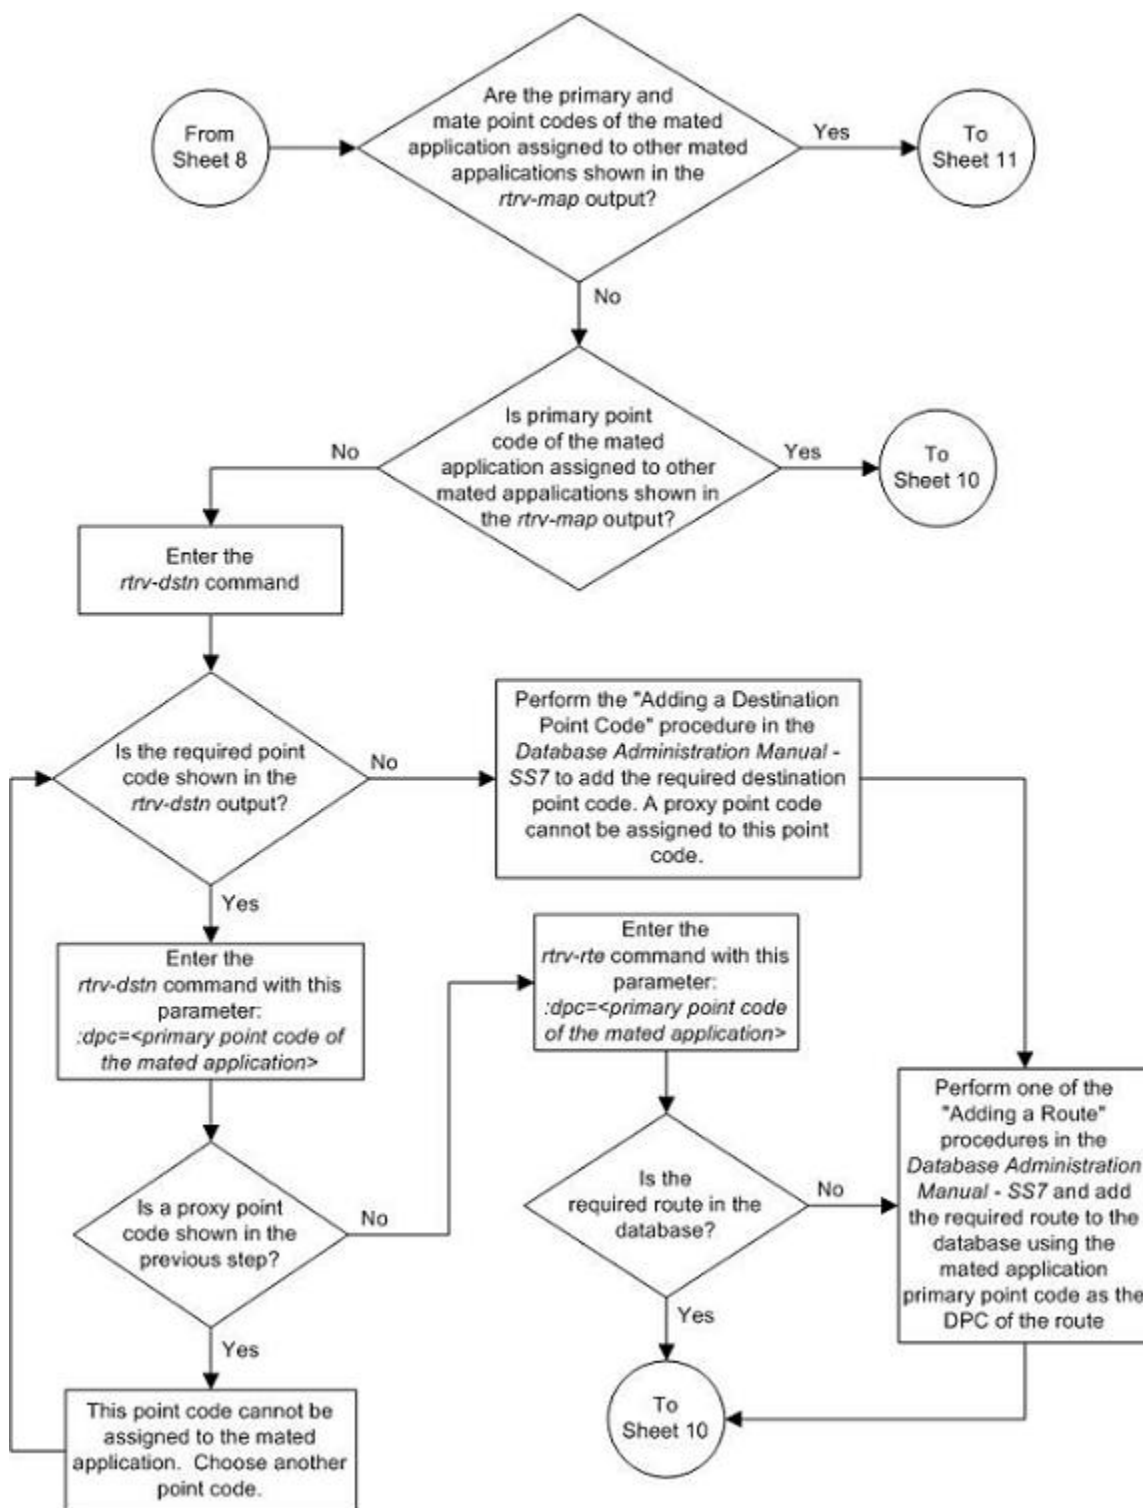 From
Sheet 8
Are the primary and
mate point codes of the mated
application assigned to other mated
appalications shown in the
rtrv-map output?
Yes
To
Sheet 11
No
Is primary point
code of the mated
application assigned to other
mated appalications shown in
the rtrv-map output?
Yes
To
Sheet 10
No
Enter the
rtrv-dstn command
Is the required point
code shown in the
rtrv-dstn output?
No
Perform the "Adding a Destination
Point Code" procedure in the
Database Administration Manual -
SS7 to add the required destination
point code. A proxy point code
cannot be assigned to this point
code.
Yes
Enter the
rtrv-dstn command with this
parameter:
:dpc=<primary point code of
the mated application>
Enter the
rtrv-rte command with this
parameter:
:dpc=<primary point code
of the mated application>
Is a proxy point
code shown in the
previous step?
No
Is the
required route in the
database?
No
Perform one of the
"Adding a Route"
procedures in the
Database Administration
Manual - SS7 and add
the required route to the
database using the
mated application
primary point code as the
DPC of the route
Yes
Yes
This point code cannot be
assigned to the mated
application. Choose another
point code.
To
Sheet 10